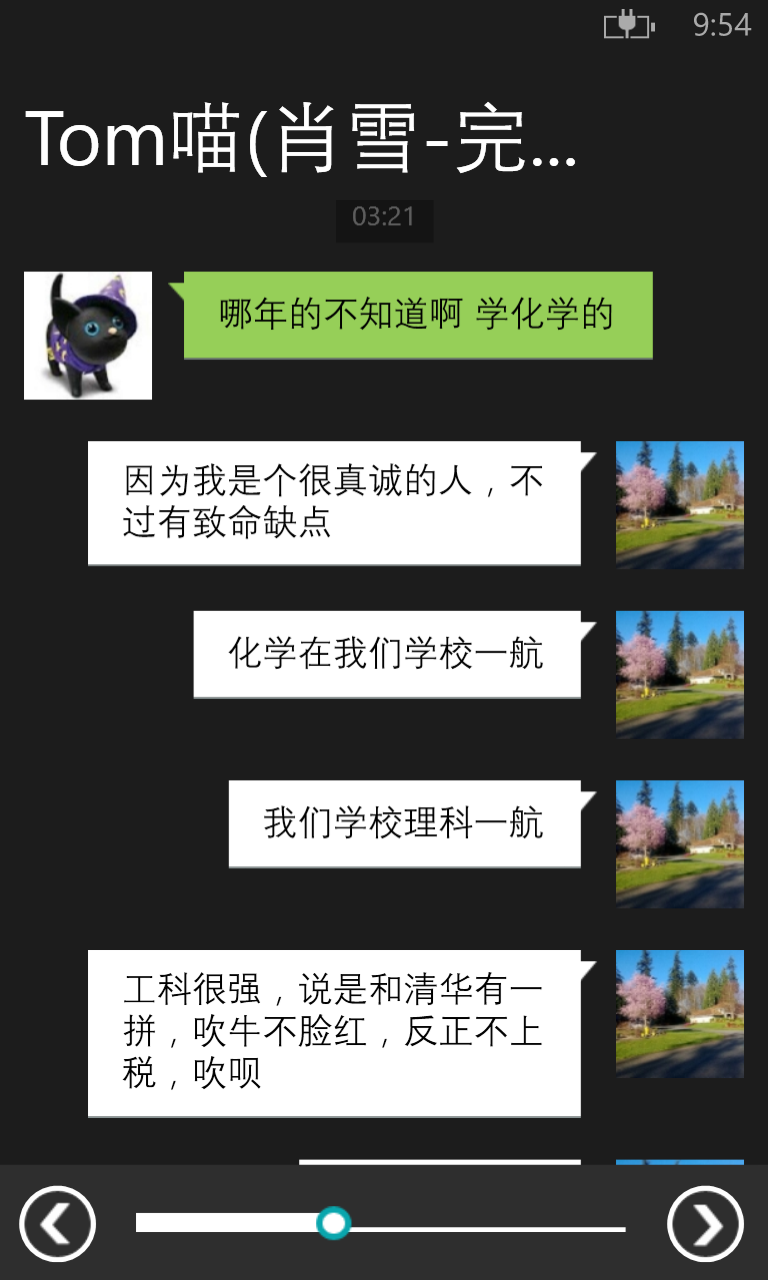 9:54
Tom喵(肖雪-完...
03:21
哪年的不知道啊 学化学的
因为我是个很真诚的人，不
过有致命缺点
化学在我们学校一航
我们学校理科一航
工科很强，说是和清华有一
拼，吹牛不脸红，反正不上
税，吹呗